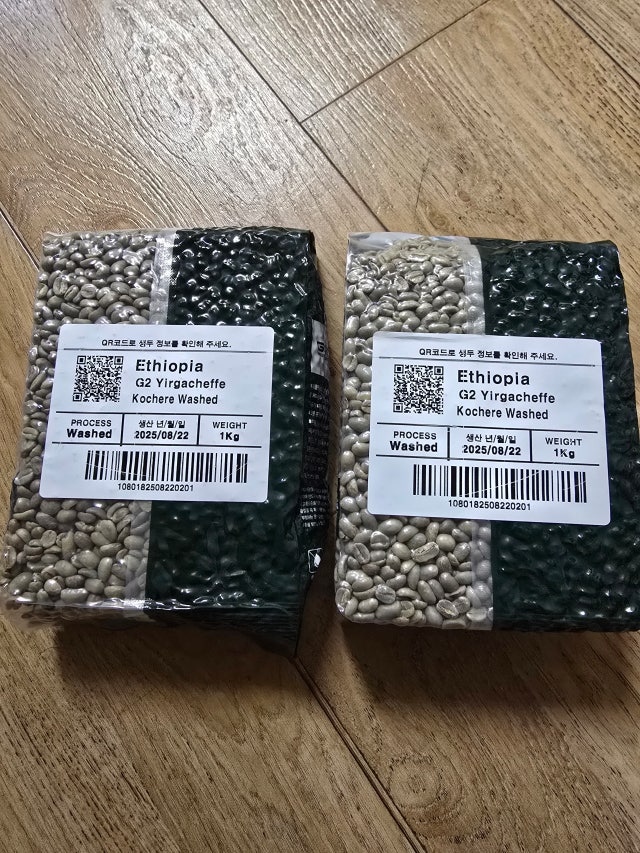 QR코드로 생두 정보를 확인해 주세요.
Ethiopia
G2 Yirgacheffe
Kochere Washed
PROCESS
Washed
생산 년/월/일
2025/08/22
WEIGHT
1Kg
1080182508220201
QR코드로 생두 정보를 확인해 주세요.
Ethiopia
G2 Yirgacheffe
Kochere Washed
PROCESS
Washed
생산 년/월/일
2025/08/22
WEIGHT
1Kg
1080182508220201